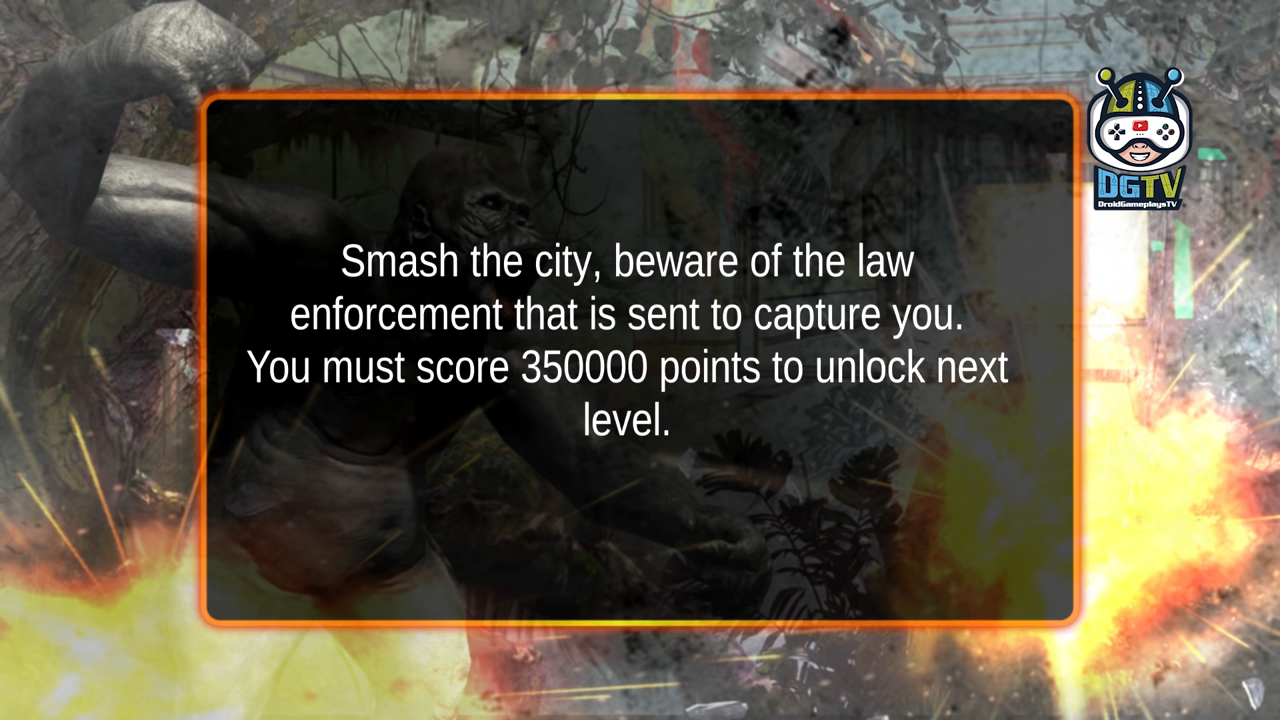 DGTV
DroidGameplaysTV
Smash the city, beware of the law
enforcement that is sent to capture you.
You must score 350000 points to unlock next
level.